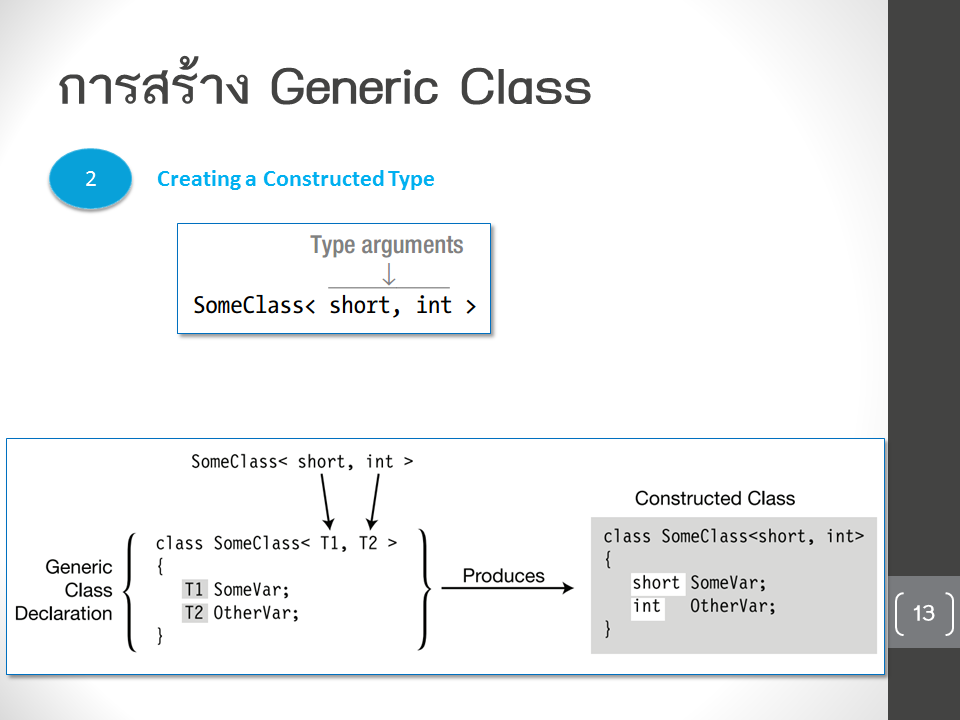 การสร้าง Generic Class
2
Creating a Constructed Type
Type arguments
SomeClass< short, int >
SomeClass< short, int >
Generic
Class
Declaration
class SomeClass< T1, T2 >
{
T1 SomeVar;
T2 OtherVar;
}
Produces
Constructed Class
class SomeClass<short, int>
{
short SomeVar;
int OtherVar;
}
13